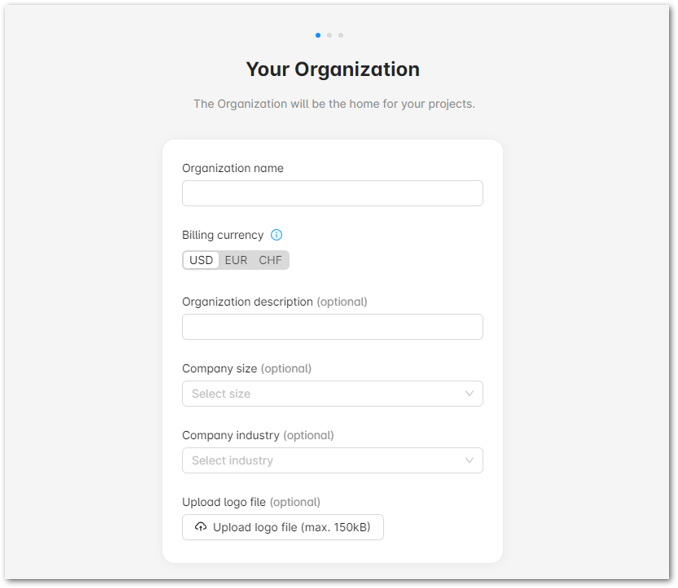 Your Organization
The Organization will be the home for your projects.
Organization name
Billing currency
USD EUR CHF
Organization description (optional)
Company size (optional)
Select size
Company industry (optional)
Select industry
Upload logo file (optional)
Upload logo file (max. 150kB)